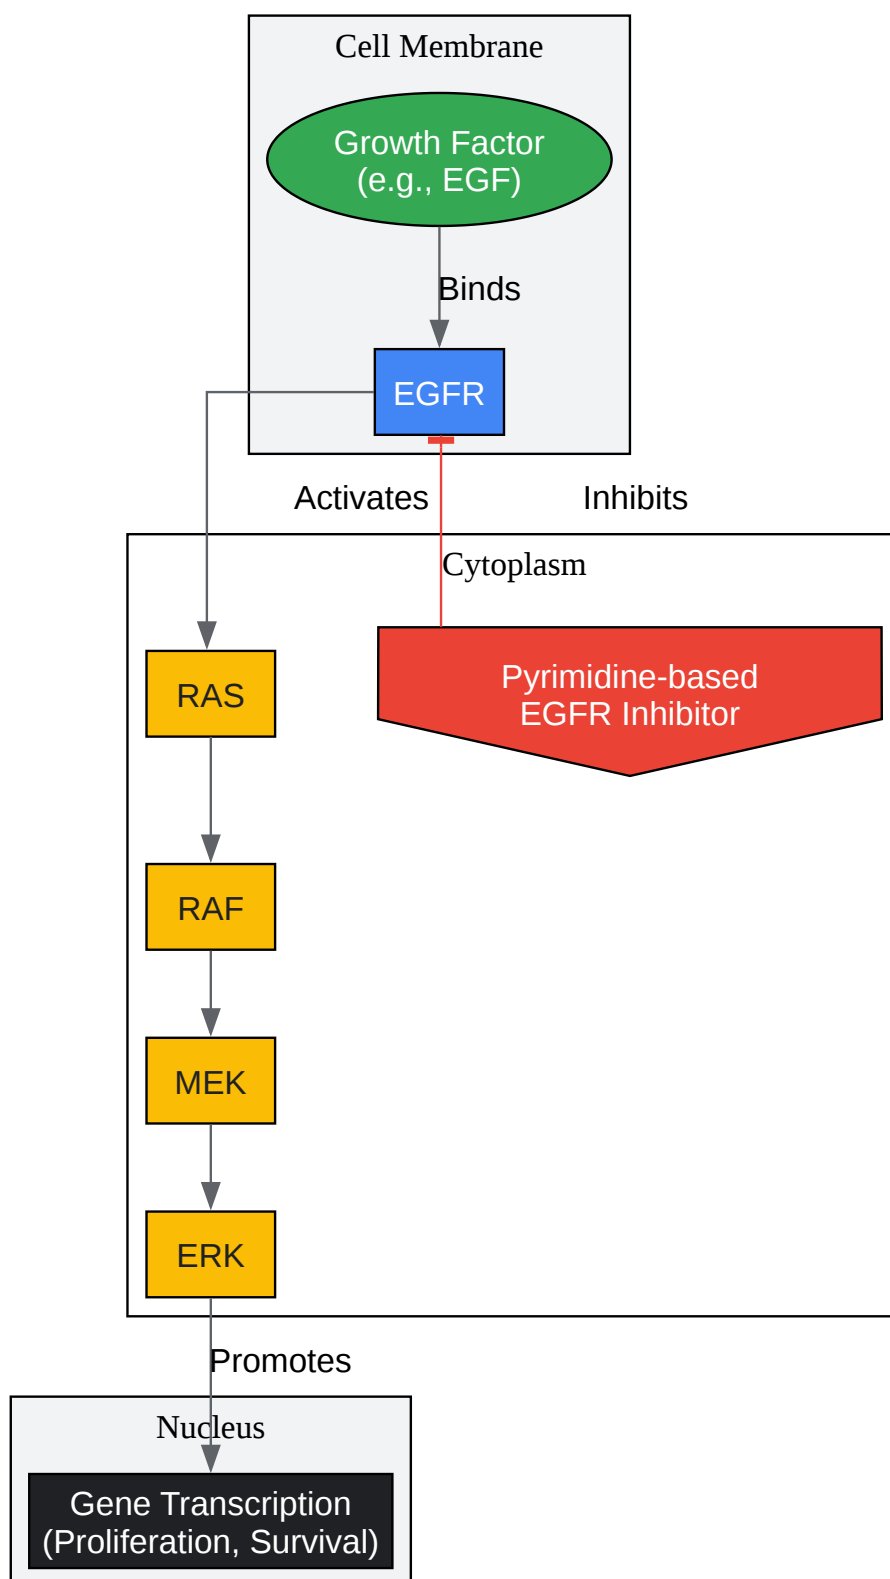 Cell Membrane
Growth Factor
(e.g., EGF)
Binds
EGFR
Activates
Inhibits
Cytoplasm
RAS
Pyrimidine-based
EGFR Inhibitor
RAF
MEK
ERK
Promotes
Nucleus
Gene Transcription
(Proliferation, Survival)